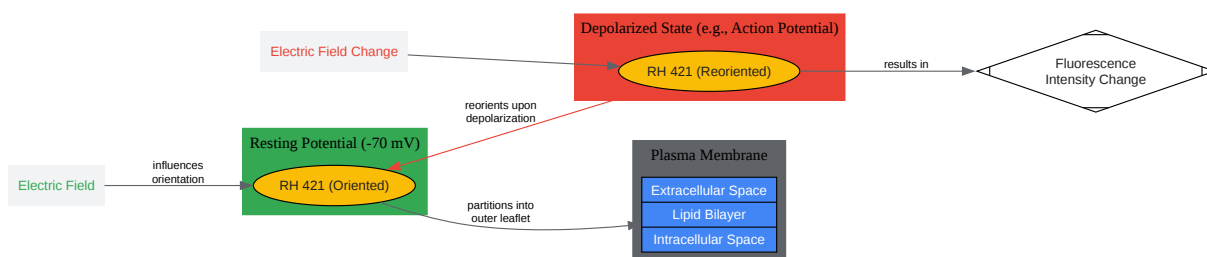 Depolarized State (e.g., Action Potential)
Electric Field Change
RH 421 (Reoriented)
results in
Fluorescence
Intensity Change
reorients upon
depolarization
Resting Potential (-70 mV)
Plasma Membrane
Electric Field
influences
orientation
RH 421 (Oriented)
partitions into
outer leaflet
Extracellular Space
Lipid Bilayer
Intracellular Space